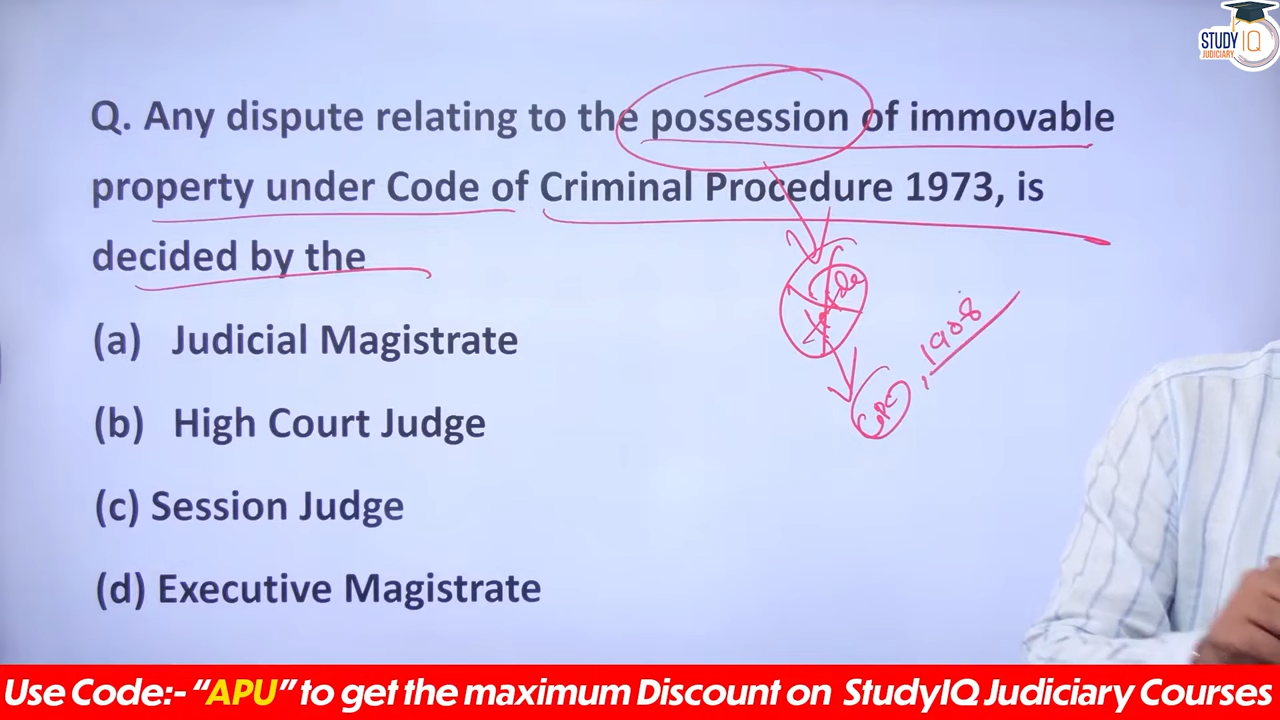 STUDY IQ
JUDICIARY
Q. Any dispute relating to the possession of immovable
property under Code of Criminal Procedure 1973, is
decided by the
(a) Judicial Magistrate
(b) High Court Judge
(c) Session Judge
(d) Executive Magistrate
CPC, 1908
Use Code:- “APU” to get the maximum Discount on StudyIQ Judiciary Courses